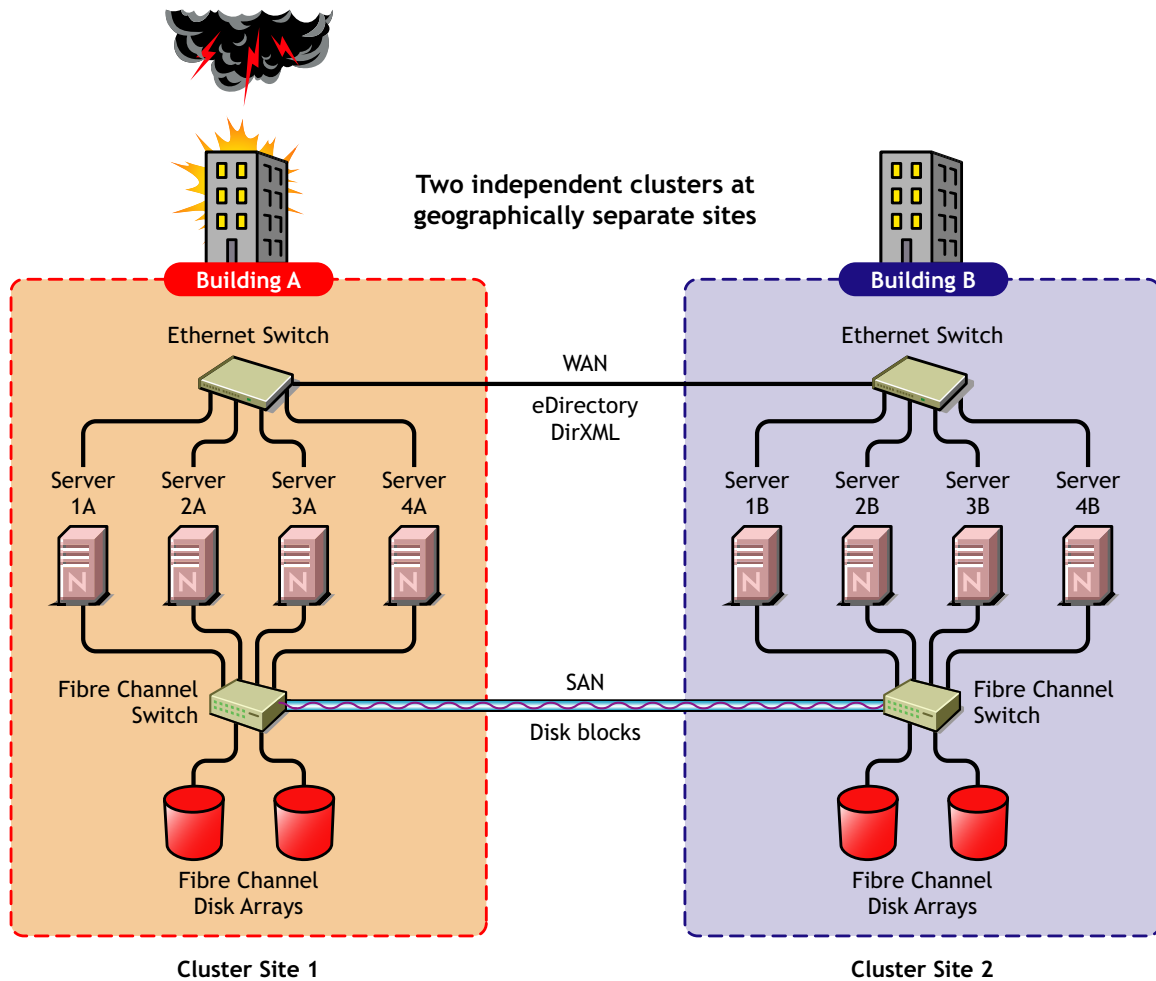 Two independent clusters at
geographically separate sites
Building A
Building B
Ethernet Switch
Ethernet Switch
WAN
eDirectory
DirXML
Server
1A
Server
2A
Server
3A
Server
4A
Server
1B
Server
2B
Server
3B
Server
4B
N
N
N
N
N
N
N
N
Fibre Channel
Switch
SAN
Disk blocks
Fibre Channel
Switch
Fibre Channel
Disk Arrays
Fibre Channel
Disk Arrays
Cluster Site 1
Cluster Site 2